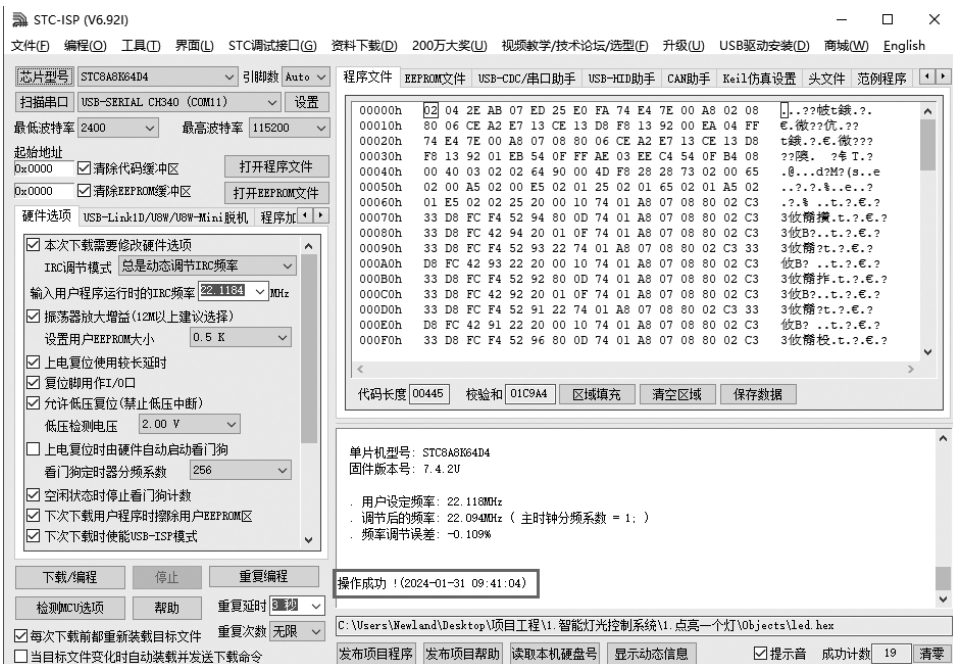 STC-ISP (V6.92I)
文件(F) 编程(O) 工具(T) 界面(L) STC调试接口(G) 资料下载(D) 200万大奖(U) 视频教学/技术论坛/选型(E) 升级(U) USB驱动安装(D) 商城(W) English
芯片型号 STC8A8K64D4 引脚数 Auto
扫描串口 USB-SERIAL CH340 (COM11) 设置
最低波特率 2400 最高波特率 115200
起始地址
0x0000 清除代码缓冲区 打开程序文件
0x0000 清除EEPROM缓冲区 打开EEPROM文件
硬件选项 USB-Link1D/U8W/U8W-Mini脱机 程序加
本次下载需要修改硬件选项
IRC调节模式 总是动态调节IRC频率
输入用户程序运行时的IRC频率 22.1184 MHz
振荡器放大增益(12M以上建议选择)
设置用户EEPROM大小 0.5 K
上电复位使用较长延时
复位脚用作I/O口
允许低压复位(禁止低压中断)
低压检测电压 2.00 V
上电复位时由硬件自动启动看门狗
看门狗定时器分频系数 256
空闲状态时停止看门狗计数
下次下载用户程序时擦除用户EEPROM区
下次下载时使能USB-ISP模式
下载/编程 停止 重复编程
检测MCU选项 帮助 重复延时 3 秒
每次下载前都重新装载目标文件 重复次数 无限
当目标文件变化时自动装载并发送下载命令
程序文件 EEPROM文件 USB-CDC/串口助手 USB-HID助手 CAN助手 Keil仿真设置 头文件 范例程序
00000h 02 04 2E AB 07 ED 25 E0 FA 74 E4 7E 00 A8 02 08
00010h 80 06 CE A2 E7 13 CE 13 D8 F8 13 92 00 EA 04 FF
00020h 74 E4 7E 00 A8 07 08 80 06 CE A2 E7 13 CE 13 D8
00030h F8 13 92 01 EB 54 0F FF AE 03 EE C4 54 0F B4 08
00040h 00 40 03 02 02 64 90 00 4D F8 28 28 73 02 00 65
00050h 02 00 A5 02 00 E5 02 01 25 02 01 65 02 01 A5 02
00060h 01 E5 02 02 25 20 00 10 74 01 A8 07 08 80 02 C3
00070h 33 D8 FC F4 52 94 80 0D 74 01 A8 07 08 80 02 C3
00080h 33 D8 FC 42 94 20 01 0F 74 01 A8 07 08 80 02 C3
00090h 33 D8 FC F4 52 93 22 74 01 A8 07 08 80 02 C3 33
000A0h D8 FC 42 93 22 20 00 10 74 01 A8 07 08 80 02 C3
000B0h 33 D8 FC F4 52 92 80 0D 74 01 A8 07 08 80 02 C3
000C0h 33 D8 FC 42 92 20 01 0F 74 01 A8 07 08 80 02 C3
000D0h 33 D8 FC F4 52 91 22 74 01 A8 07 08 80 02 C3 33
000E0h D8 FC 42 91 22 20 00 10 74 01 A8 07 08 80 02 C3
000F0h 33 D8 FC F4 52 96 80 0D 74 01 A8 07 08 80 02 C3
代码长度 00445 校验和 01C9A4 区域填充 清空区域 保存数据
单片机型号: STC8A8K64D4
固件版本号: 7.4.2U
. 用户设定频率: 22.118MHz
. 调节后的频率: 22.094MHz ( 主时钟分频系数 = 1; )
. 频率调节误差: -0.109%
操作成功 !(2024-01-31 09:41:04)
C:\Users\Newland\Desktop\项目工程\1.智能灯光控制系统\1.点亮一个灯\Objects\led.hex
发布项目程序 发布项目帮助 读取本机硬盘号 显示动态信息 提示音 成功计数 19 清零